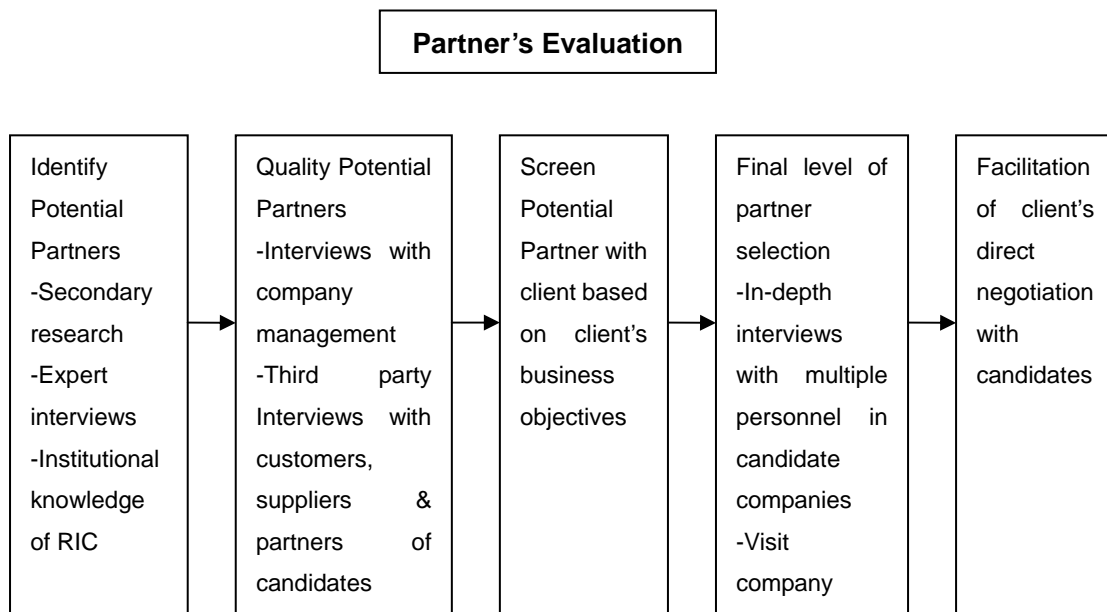 Partner’s Evaluation
Identify
Potential
Partners
-Secondary
research
-Expert
interviews
-Institutional
knowledge
of RIC
Quality Potential
Partners
-Interviews with
company
management
-Third party
Interviews with
customers,
suppliers &
partners of
candidates
Screen
Potential
Partner with
client based
on client’s
business
objectives
Final level of
partner
selection
-In-depth
interviews
with multiple
personnel in
candidate
companies
-Visit
company
Facilitation
of client’s
direct
negotiation
with
candidates